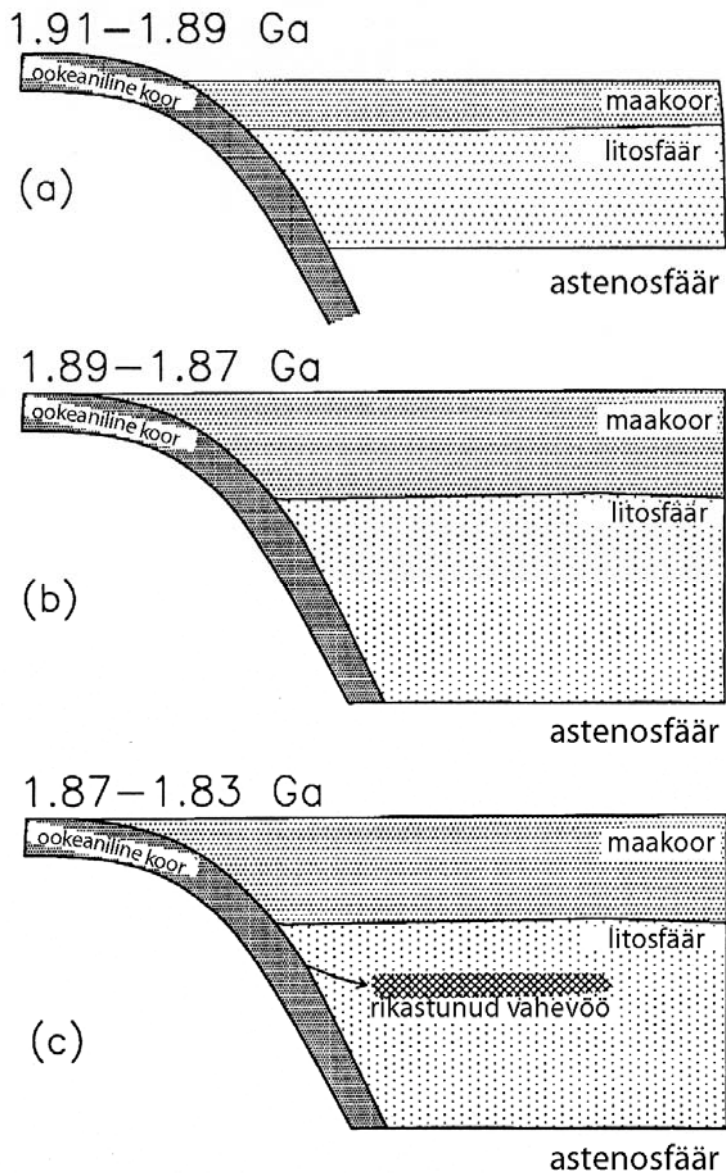 1.91–1.89 Ga
ookeaniline koor
maakoor
litosfäär
(a)
astenosfäär
1.89–1.87 Ga
ookeaniline koor
maakoor
litosfäär
(b)
astenosfäär
1.87–1.83 Ga
ookeaniline koor
maakoor
litosfäär
rikastunud vahevöö
(c)
astenosfäär